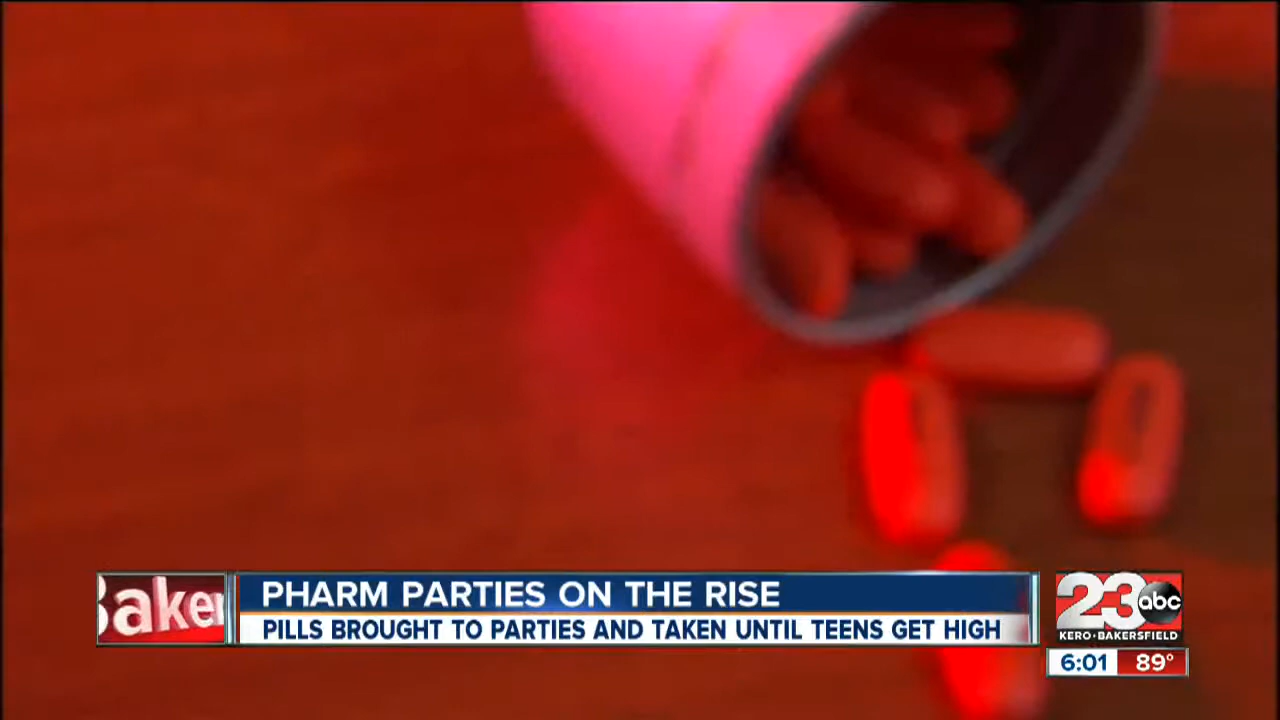 Baker
PHARM PARTIES ON THE RISE
PILLS BROUGHT TO PARTIES AND TAKEN UNTIL TEENS GET HIGH
23 abc
KERO-BAKERSFIELD
6:01 89°